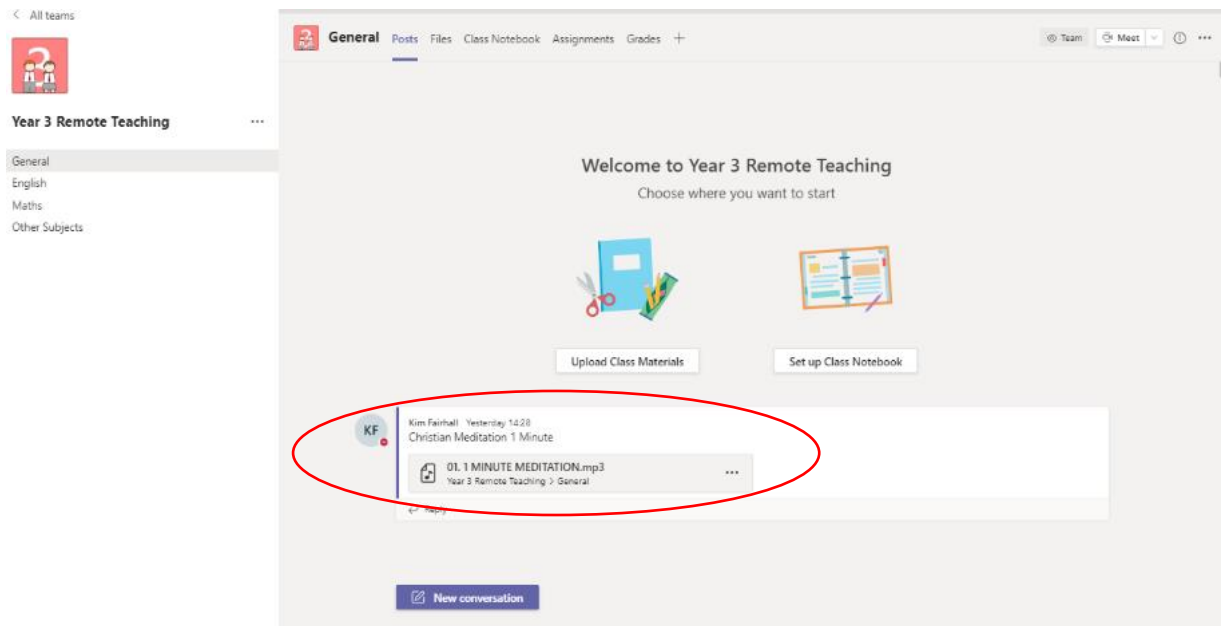 All teams
Year 3 Remote Teaching
General
English
Maths
Other Subjects
General Posts Files Class Notebook Assignments Grades
Team Meet
Welcome to Year 3 Remote Teaching
Choose where you want to start
Upload Class Materials Set up Class Notebook
KF
Kim Fairhall Yesterday 14:28
Christian Meditation 1 Minute
01. 1 MINUTE MEDITATION.mp3
Year 3 Remote Teaching > General
Reply
New conversation